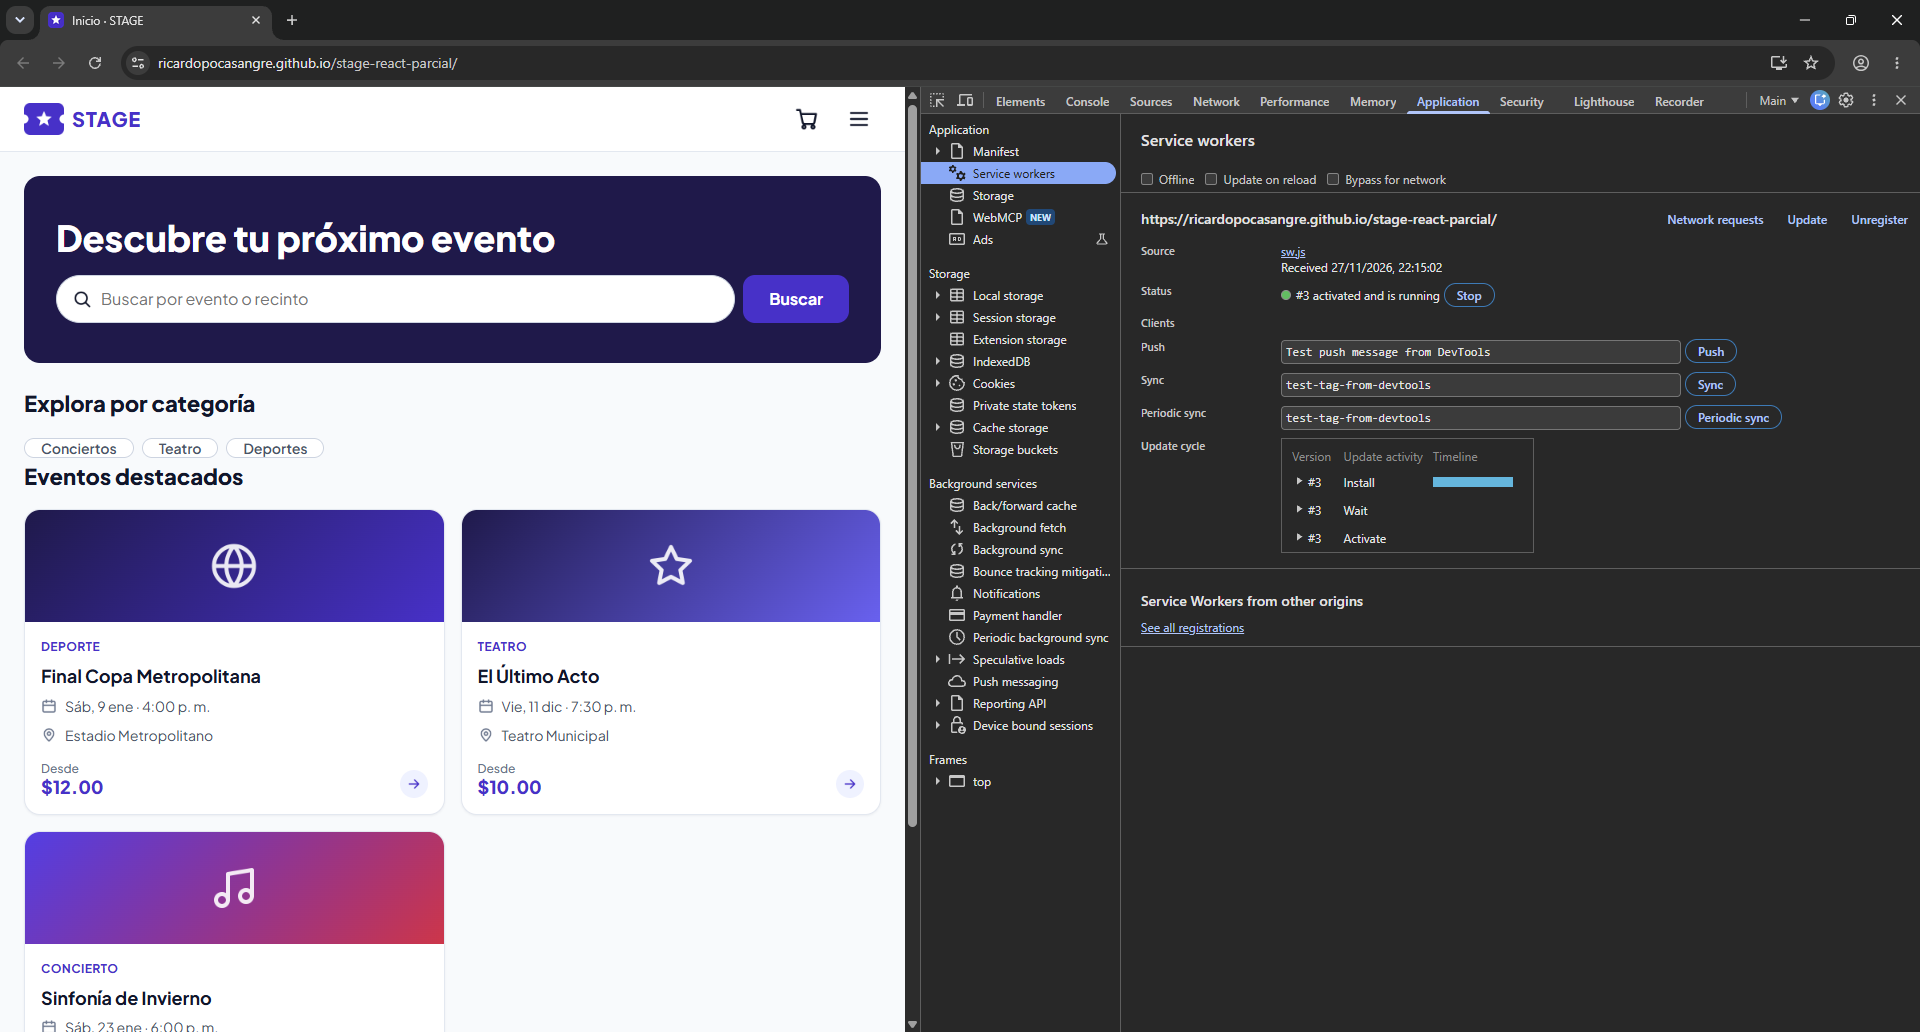 Inicio · STAGE
ricardopocasangre.github.io/stage-react-parcial/
STAGE
Descubre tu próximo evento
Buscar por evento o recinto
Buscar
Explora por categoría
Conciertos
Teatro
Deportes
Eventos destacados
DEPORTE
Final Copa Metropolitana
Sáb, 9 ene · 4:00 p. m.
Estadio Metropolitano
Desde
$12.00
TEATRO
El Último Acto
Vie, 11 dic · 7:30 p. m.
Teatro Municipal
Desde
$10.00
CONCIERTO
Sinfonía de Invierno
Sáb, 23 ene · 6:00 p. m.
Elements Console Sources Network Performance Memory Application Security Lighthouse Recorder Main
Application
Manifest
Service workers
Storage
WebMCP NEW
Ads
Storage
Local storage
Session storage
Extension storage
IndexedDB
Cookies
Private state tokens
Cache storage
Storage buckets
Background services
Back/forward cache
Background fetch
Background sync
Bounce tracking mitigati...
Notifications
Payment handler
Periodic background sync
Speculative loads
Push messaging
Reporting API
Device bound sessions
Frames
top
Service workers
Offline Update on reload Bypass for network
https://ricardopocasangre.github.io/stage-react-parcial/ Network requests Update Unregister
Source sw.js
Received 27/11/2026, 22:15:02
Status #3 activated and is running Stop
Clients
Push Test push message from DevTools Push
Sync test-tag-from-devtools Sync
Periodic sync test-tag-from-devtools Periodic sync
Update cycle
Version Update activity Timeline
#3 Install
#3 Wait
#3 Activate
Service Workers from other origins
See all registrations